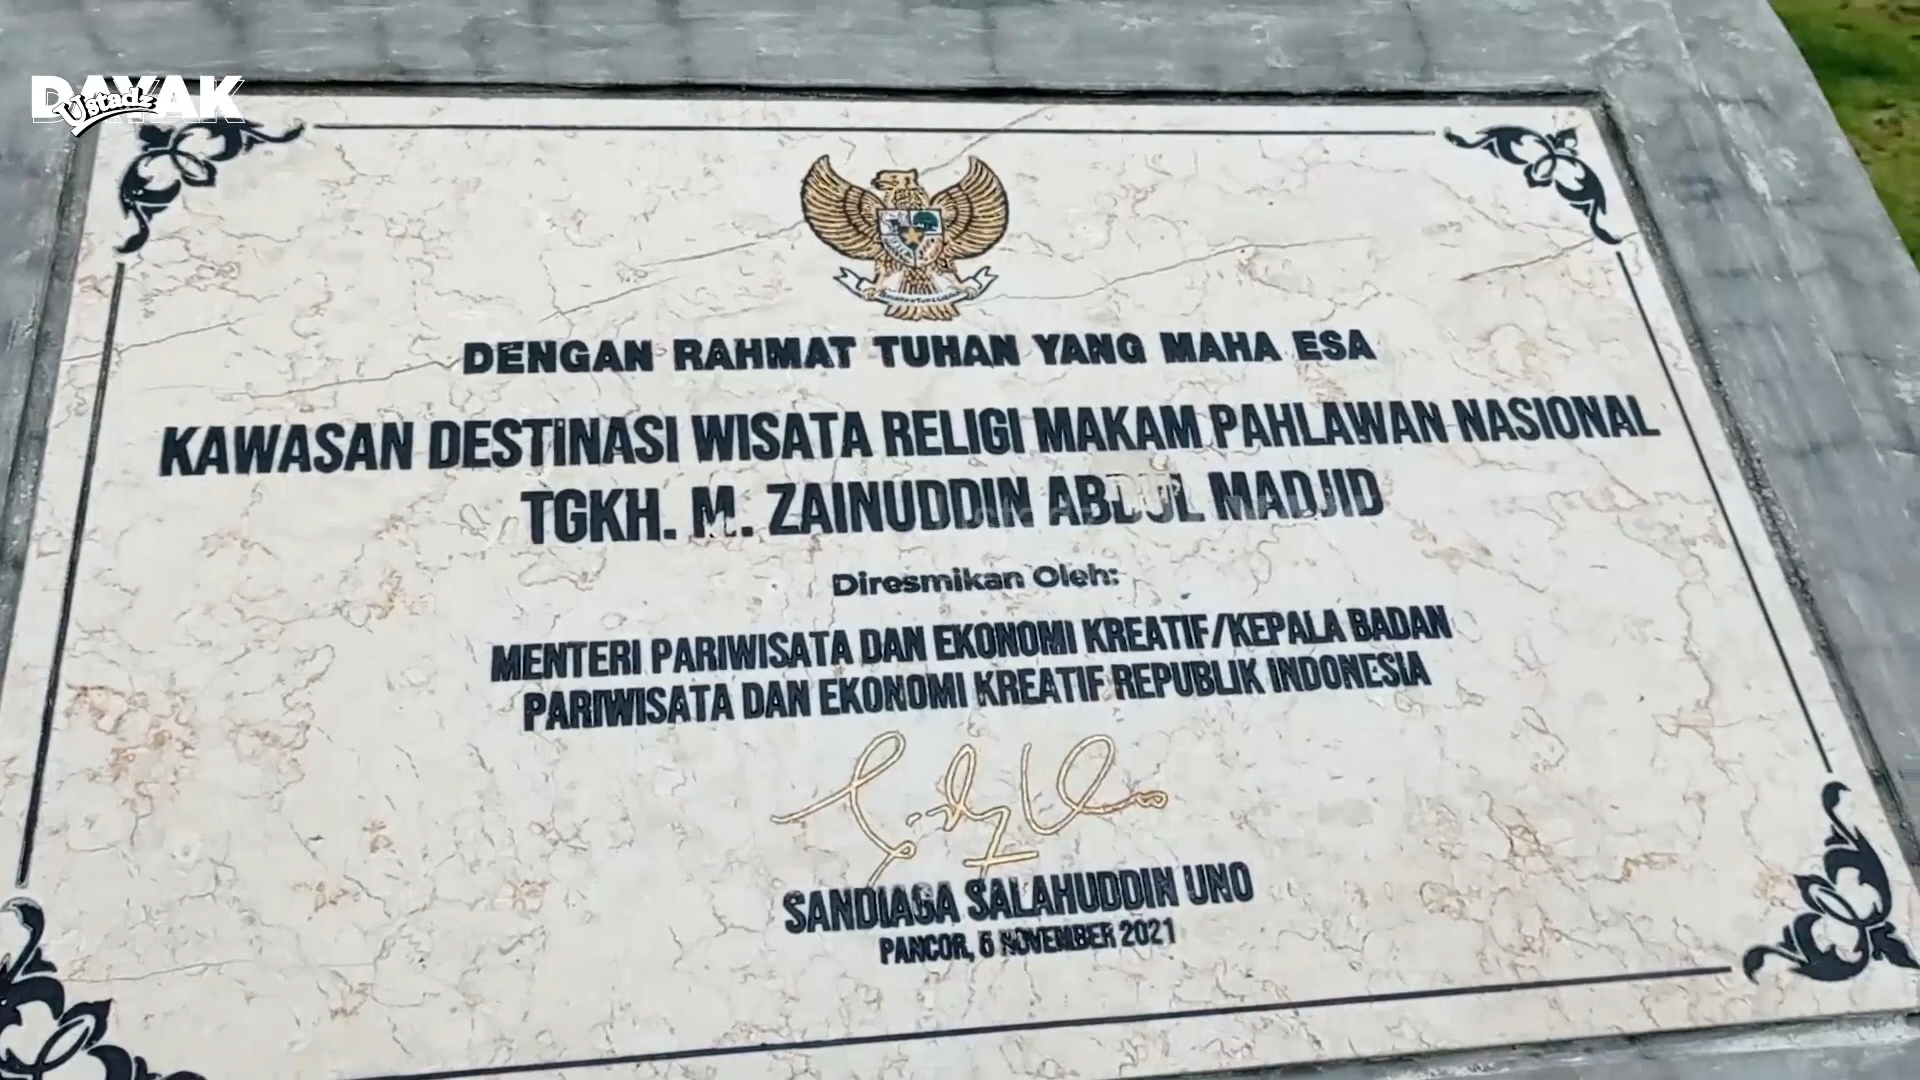 DAYAK
Ustadz
DENGAN RAHMAT TUHAN YANG MAHA ESA
KAWASAN DESTINASI WISATA RELIGI MAKAM PAHLAWAN NASIONAL
TGKH. M. ZAINUDDIN ABDUL MADJID
Diresmikan Oleh:
MENTERI PARIWISATA DAN EKONOMI KREATIF/KEPALA BADAN
PARIWISATA DAN EKONOMI KREATIF REPUBLIK INDONESIA
SANDIAGA SALAHUDDIN UNO
PANCOR, 6 NOVEMBER 2021